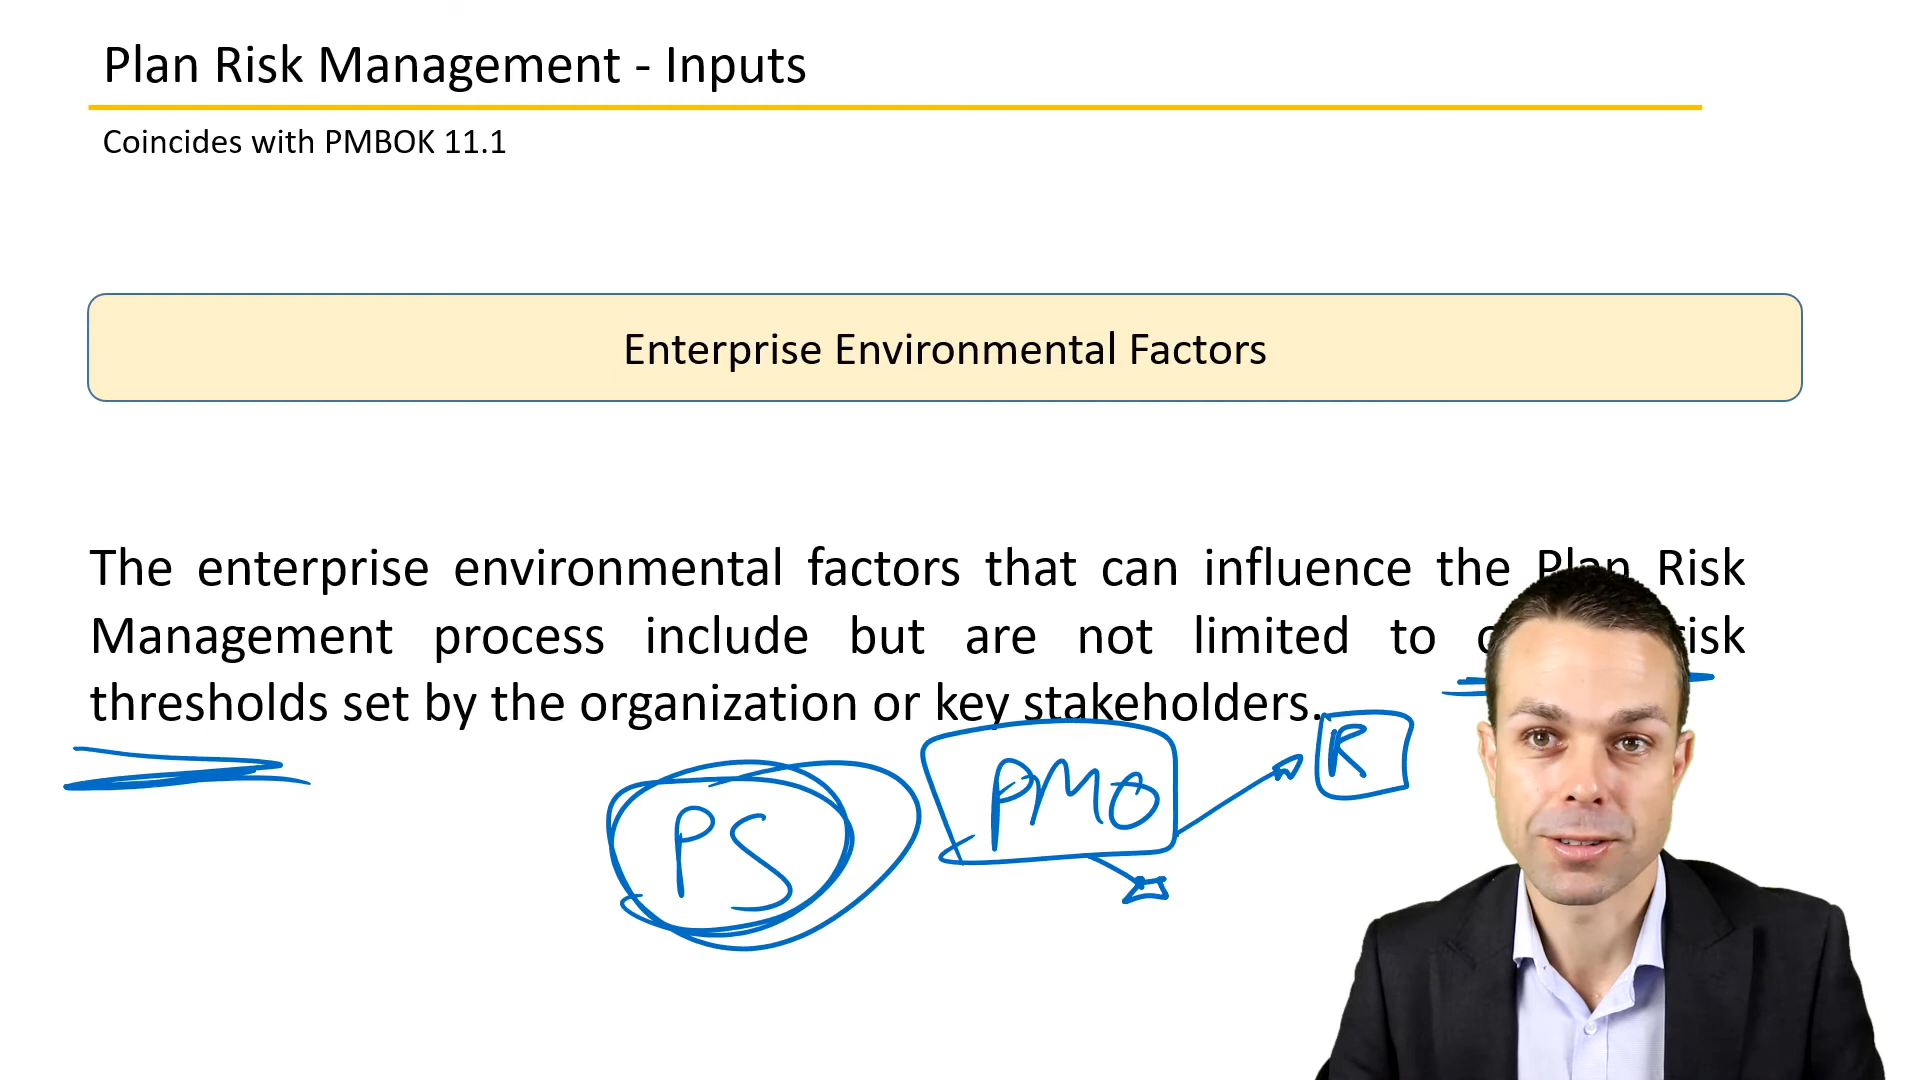 Plan Risk Management - Inputs
Coincides with PMBOK 11.1
Enterprise Environmental Factors
The enterprise environmental factors that can influence the Plan Risk
Management process include but are not limited to risk
thresholds set by the organization or key stakeholders.
PS PMO R